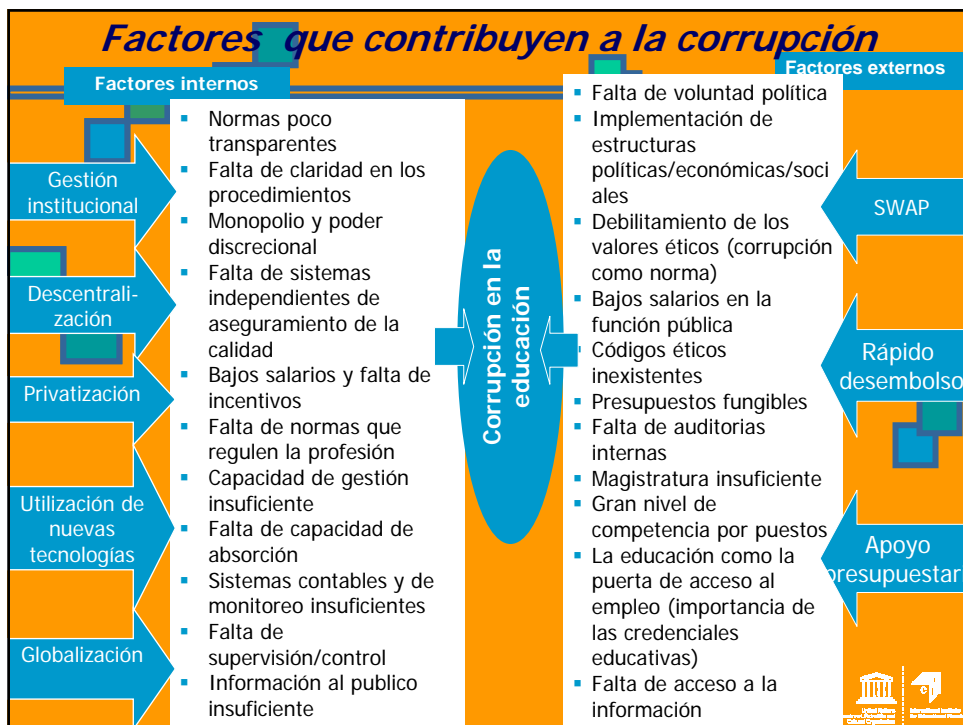 Factores que contribuyen a la corrupción
Factores internos
Factores externos
Gestión
institucional
Descentrali-
zación
Privatización
Utilización de
nuevas
tecnologías
Globalización
▪ Normas poco
transparentes
▪ Falta de claridad en los
procedimientos
▪ Monopolio y poder
discrecional
▪ Falta de sistemas
independientes de
aseguramiento de la
calidad
▪ Bajos salarios y falta de
incentivos
▪ Falta de normas que
regulen la profesión
▪ Capacidad de gestión
insuficiente
▪ Falta de capacidad de
absorción
▪ Sistemas contables y de
monitoreo insuficientes
▪ Falta de
supervisión/control
▪ Información al publico
insuficiente
Corrupción en la
educación
▪ Falta de voluntad política
▪ Implementación de
estructuras
políticas/económicas/soci
ales
▪ Debilitamiento de los
valores éticos (corrupción
como norma)
▪ Bajos salarios en la
función pública
▪ Códigos éticos
inexistentes
▪ Presupuestos fungibles
▪ Falta de auditorias
internas
▪ Magistratura insuficiente
▪ Gran nivel de
competencia por puestos
▪ La educación como la
puerta de acceso al
empleo (importancia de
las credenciales
educativas)
▪ Falta de acceso a la
información
SWAP
Rápido
desembolso
Apoyo
presupuestari